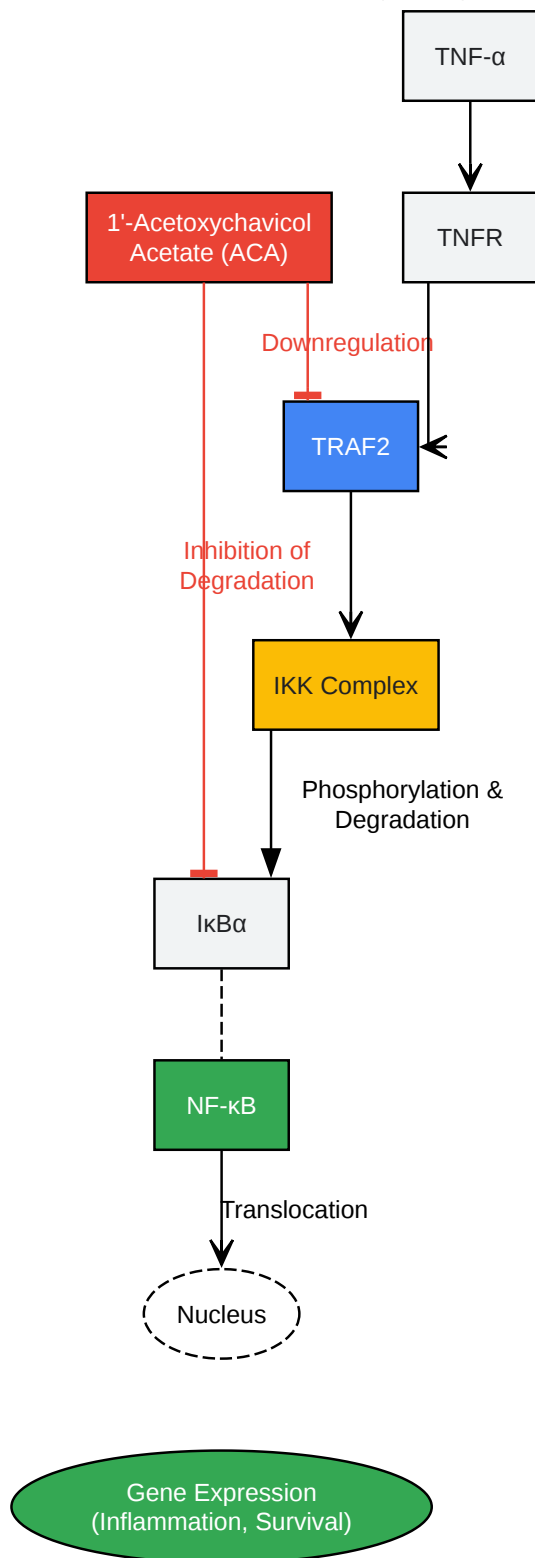 TNF-α
1'-Acetoxychavicol
Acetate (ACA)
TNFR
Downregulation
TRAF2
Inhibition of
Degradation
IKK Complex
Phosphorylation &
Degradation
IκBα
NF-κB
Translocation
Nucleus
Gene Expression
(Inflammation, Survival)